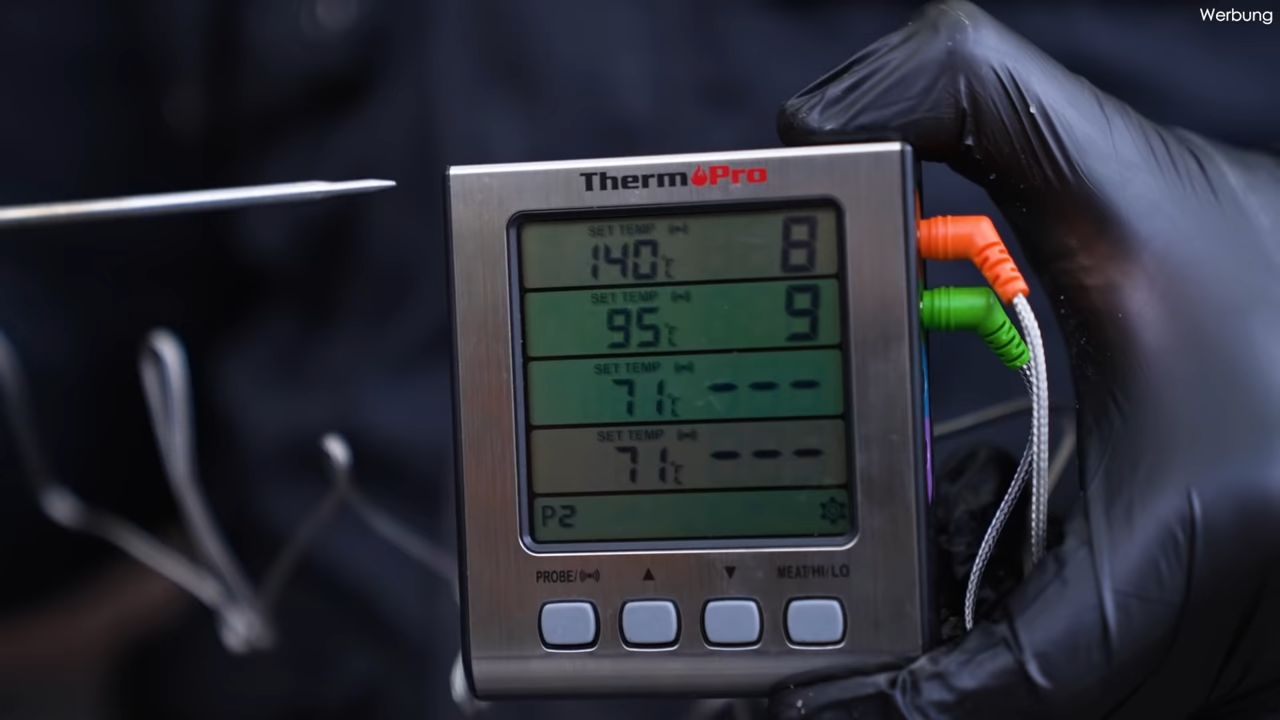 Werbung
ThermoPro
SET TEMP
140°C 8
SET TEMP
95°C 9
SET TEMP
71°C ---
SET TEMP
71°C ---
P2
PROBE/ ▲ ▼ MEAT/HI/LO